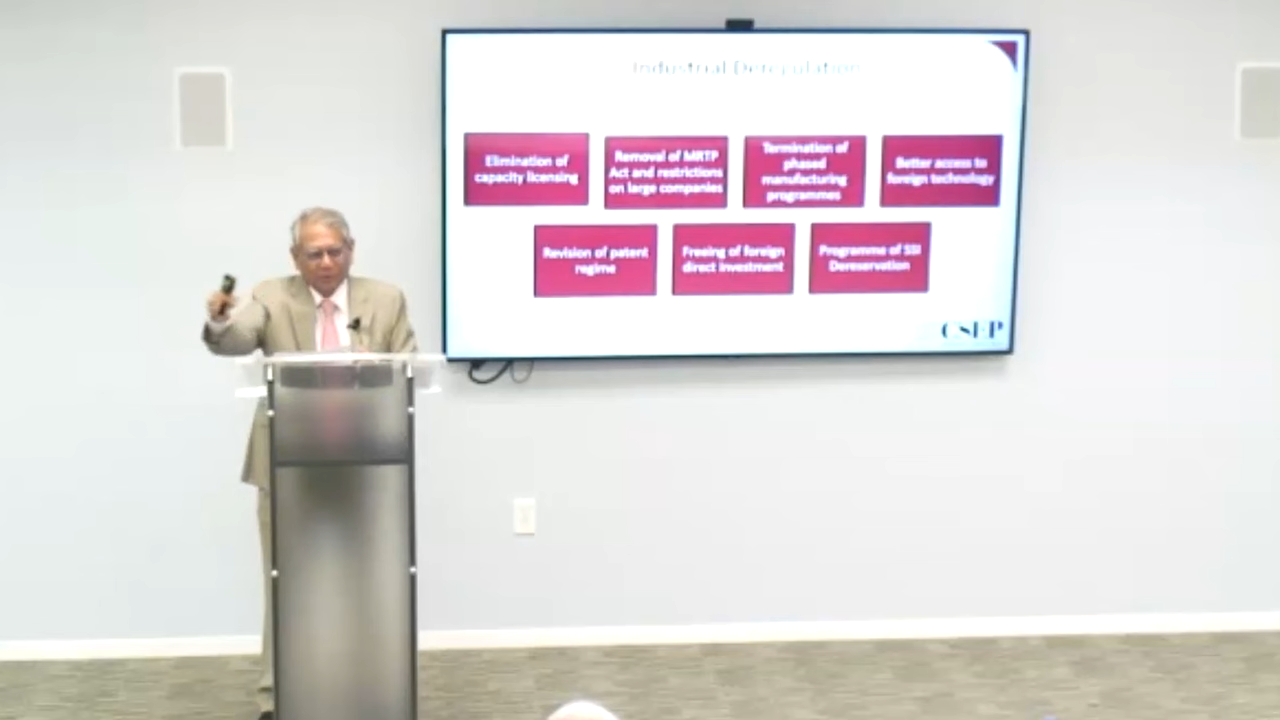 Industrial Deregulation
Elimination of
capacity licensing
Removal of MRTP
Act and restrictions
on large companies
Termination of
phased
manufacturing
programmes
Better access to
foreign technology
Revision of patent
regime
Freeing of foreign
direct investment
Programme of SSI
Dereservation
CSEP